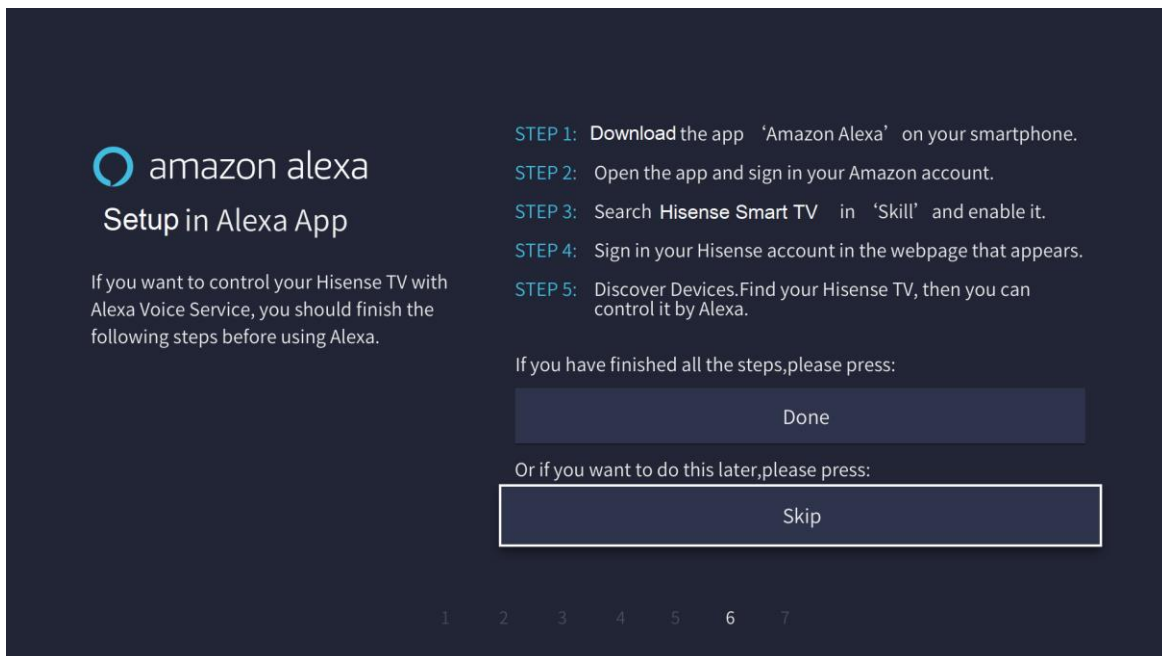 amazon alexa
Setup in Alexa App
If you want to control your Hisense TV with
Alexa Voice Service, you should finish the
following steps before using Alexa.
STEP 1: Download the app ‘Amazon Alexa’ on your smartphone.
STEP 2: Open the app and sign in your Amazon account.
STEP 3: Search Hisense Smart TV in ‘Skill’ and enable it.
STEP 4: Sign in your Hisense account in the webpage that appears.
STEP 5: Discover Devices.Find your Hisense TV, then you can
control it by Alexa.
If you have finished all the steps,please press:
Done
Or if you want to do this later,please press:
Skip
1 2 3 4 5 6 7